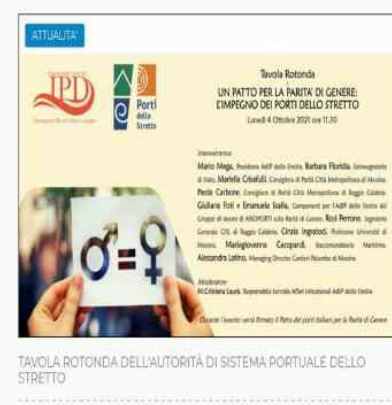 ATTUALITA'
IPD
Porti
dello
Stretto
Tavola Rotonda
UN PATTO PER LA PARITA' DI GENERE:
L'IMPEGNO DEI PORTI DELLO STRETTO
Lunedì 4 Ottobre 2021 ore 11.30
Interverranno:
Mario Mega, Presidente AdSP dello Stretto, Barbara Floridia, Sottosegretario
di Stato, Mariella Crisafulli, Consigliera di Parità Città Metropolitana di Messina,
Paola Carbone, Consigliera di Parità Città Metropolitana di Reggio Calabria,
Giuliana Foti e Emanuela Scalia, Componenti per l'AdSP dello Stretto del
Gruppo di lavoro di ASSOPORTI sulla Parità di Genere, Rosi Perrone, Segretario
Generale CISL di Reggio Calabria, Cinzia Ingratoci, Professore Università di
Messina, Mariagiovanna Cacopardi, Raccomandatario Marittimo,
Alessandra Latino, Managing Director Cantieri Palumbo di Messina
Moderatore:
M.Cristiana Laurà, Responsabile Servizio Affari Istituzionali AdSP dello Stretto
Durante l'evento verrà firmato il Patto dei porti italiani per la Parità di Genere
TAVOLA ROTONDA DELL'AUTORITÀ DI SISTEMA PORTUALE DELLO
STRETTO